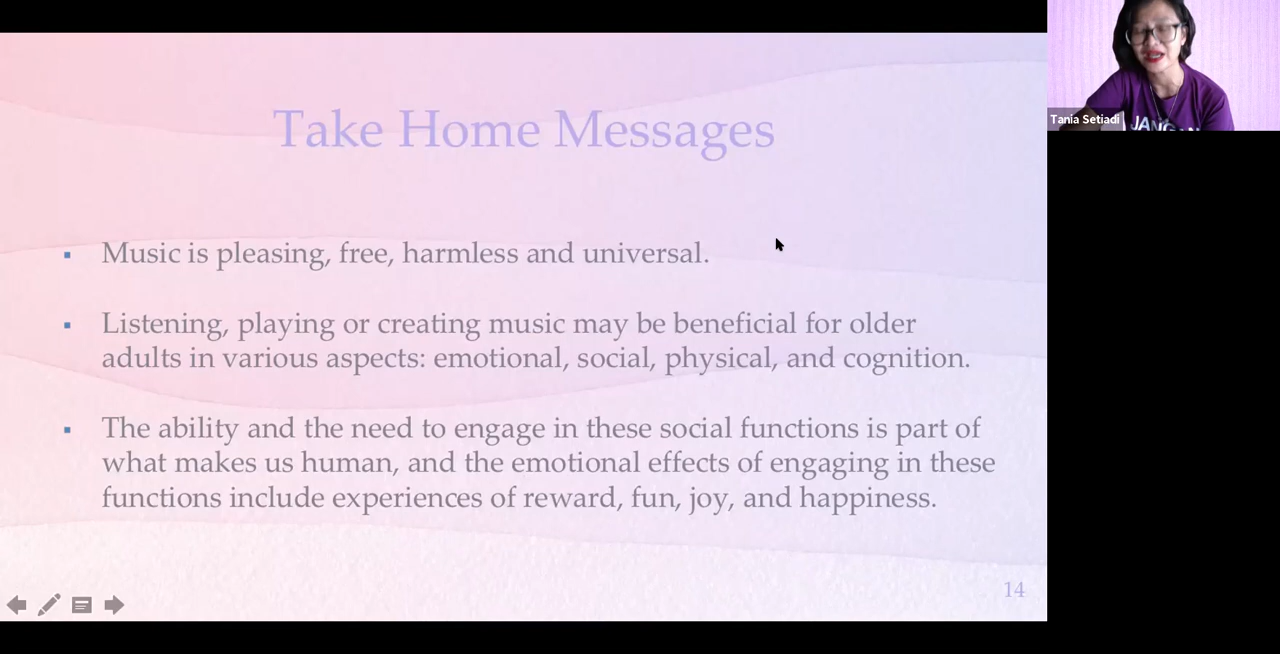 Take Home Messages
Music is pleasing, free, harmless and universal.
Listening, playing or creating music may be beneficial for older
adults in various aspects: emotional, social, physical, and cognition.
The ability and the need to engage in these social functions is part of
what makes us human, and the emotional effects of engaging in these
functions include experiences of reward, fun, joy, and happiness.
14
Tania Setiadi